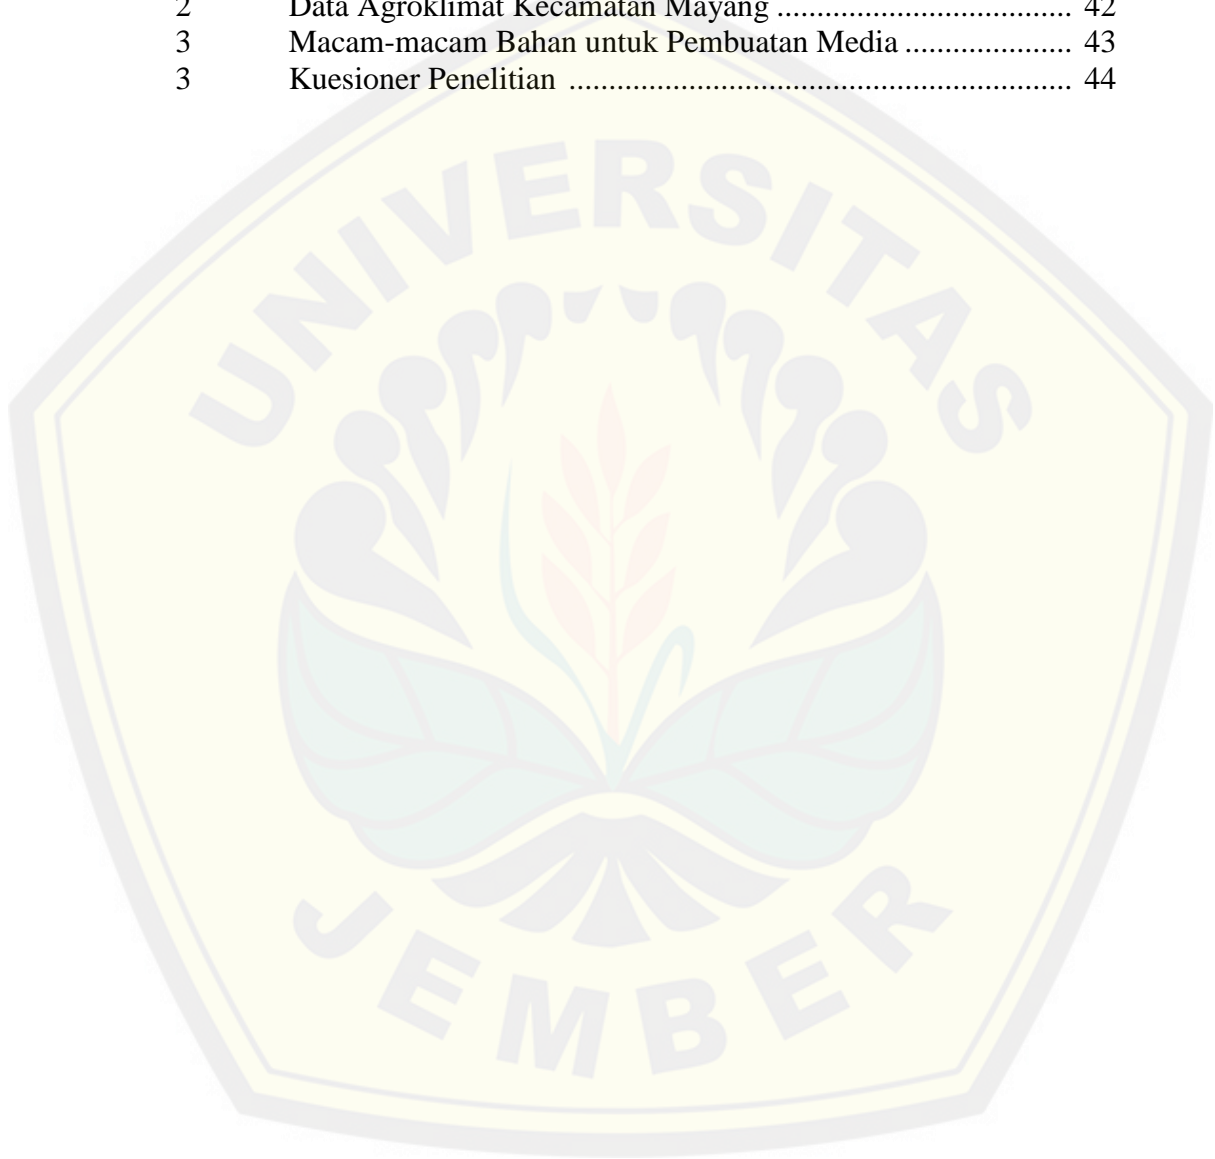 2 Data Agroklimat Kecamatan Mayang ..................................... 42
3 Macam-macam Bahan untuk Pembuatan Media ..................... 43
3 Kuesioner Penelitian ............................................................... 44
UNIVERSITAS
JEMBER